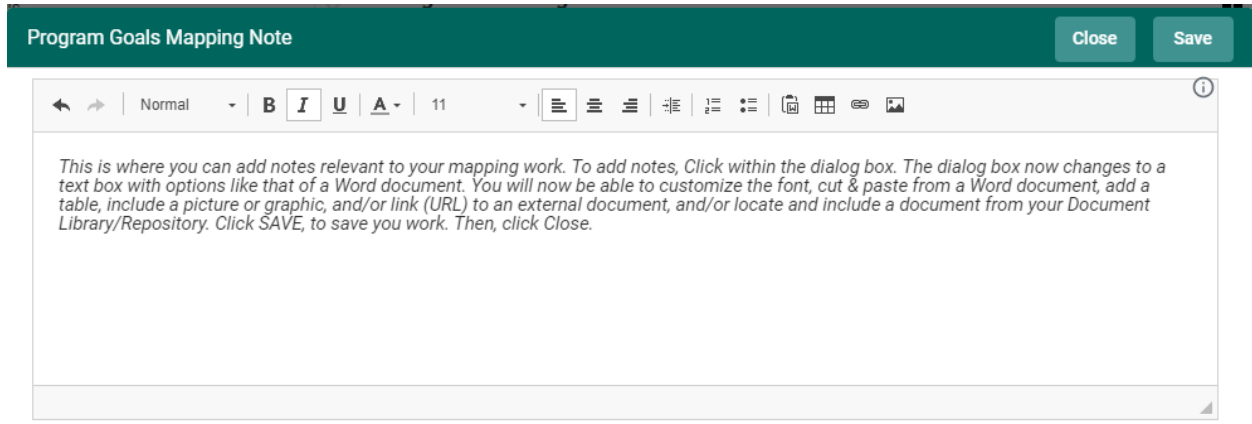 Program Goals Mapping Note
Close
Save
Normal
B I U A 11
This is where you can add notes relevant to your mapping work. To add notes, Click within the dialog box. The dialog box now changes to a
text box with options like that of a Word document. You will now be able to customize the font, cut & paste from a Word document, add a
table, include a picture or graphic, and/or link (URL) to an external document, and/or locate and include a document from your Document
Library/Repository. Click SAVE, to save you work. Then, click Close.